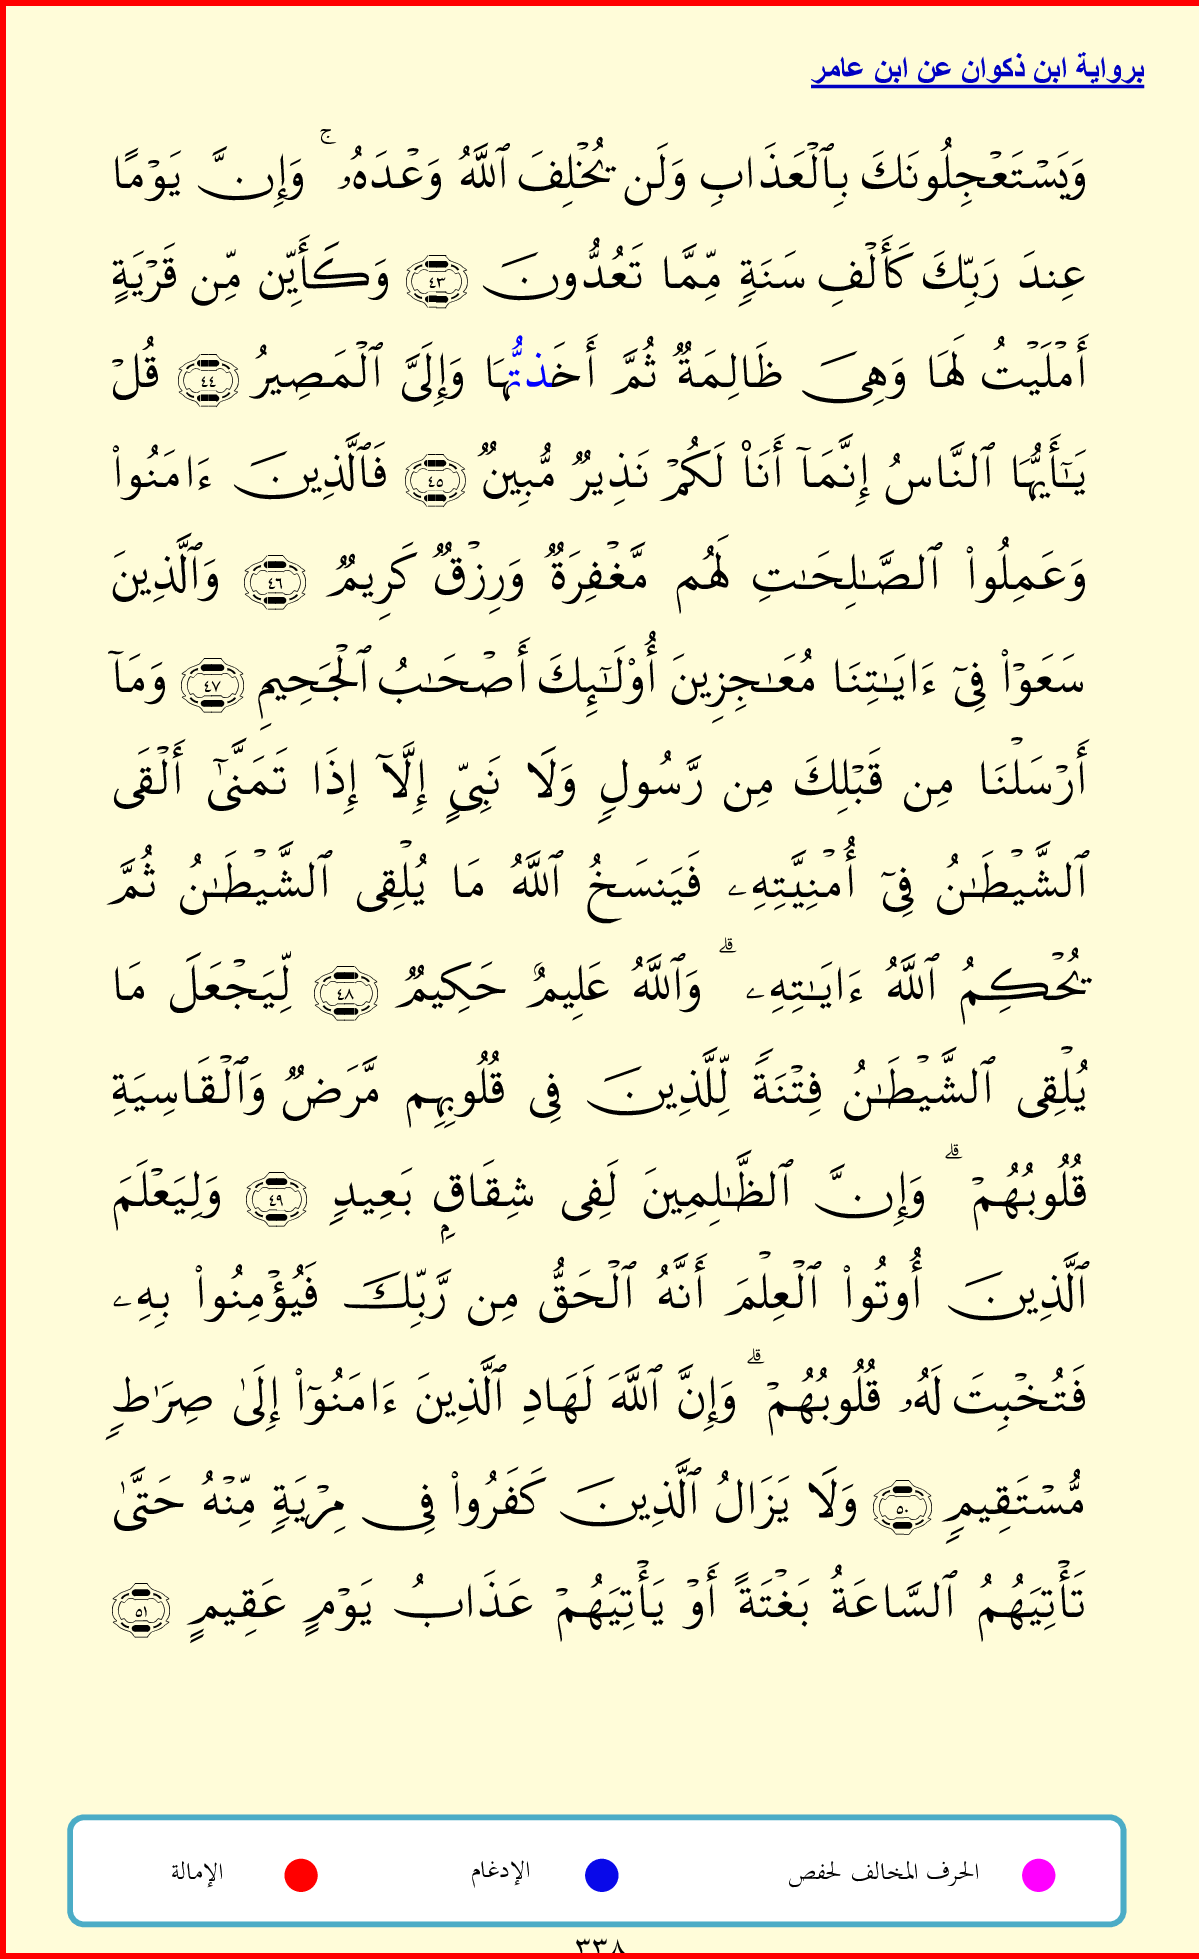 برواية ابن ذكوان عن ابن عامر
وَيَسۡتَعۡجِلُونَكَ بِٱلۡعَذَابِ وَلَن يُخۡلِفَ ٱللَّهُ وَعۡدَهُۥۚ وَإِنَّ يَوۡمًا
عِندَ رَبِّكَ كَأَلۡفِ سَنَةٖ مِّمَّا تَعُدُّونَ ٤٣ وَكَأَيِّن مِّن قَرۡيَةٍ
أَمۡلَيۡتُ لَهَا وَهِيَ ظَالِمَةٞ ثُمَّ أَخَذتُّهَا وَإِلَيَّ ٱلۡمَصِيرُ ٤٤ قُلۡ
يَـٰٓأَيُّهَا ٱلنَّاسُ إِنَّمَآ أَنَا۠ لَكُمۡ نَذِيرٞ مُّبِينٞ ٤٥ فَٱلَّذِينَ ءَامَنُواْ
وَعَمِلُواْ ٱلصَّـٰلِحَـٰتِ لَهُم مَّغۡفِرَةٞ وَرِزۡقٞ كَرِيمٞ ٤٦ وَٱلَّذِينَ
سَعَوۡاْ فِيٓ ءَايَـٰتِنَا مُعَـٰجِزِينَ أُوْلَـٰٓئِكَ أَصۡحَـٰبُ ٱلۡجَحِيمِ ٤٧ وَمَآ
أَرۡسَلۡنَا مِن قَبۡلِكَ مِن رَّسُولٖ وَلَا نَبِيٍّ إِلَّآ إِذَا تَمَنَّىٰٓ أَلۡقَى
ٱلشَّيۡطَـٰنُ فِيٓ أُمۡنِيَّتِهِۦ فَيَنسَخُ ٱللَّهُ مَا يُلۡقِي ٱلشَّيۡطَـٰنُ ثُمَّ
يُحۡكِمُ ٱللَّهُ ءَايَـٰتِهِۦۗ وَٱللَّهُ عَلِيمٌ حَكِيمٞ ٤٨ لِّيَجۡعَلَ مَا
يُلۡقِي ٱلشَّيۡطَـٰنُ فِتۡنَةٗ لِّلَّذِينَ فِي قُلُوبِهِم مَّرَضٞ وَٱلۡقَاسِيَةِ
قُلُوبُهُمۡۗ وَإِنَّ ٱلظَّـٰلِمِينَ لَفِي شِقَاقِۭ بَعِيدٖ ٤٩ وَلِيَعۡلَمَ
ٱلَّذِينَ أُوتُواْ ٱلۡعِلۡمَ أَنَّهُ ٱلۡحَقُّ مِن رَّبِّكَ فَيُؤۡمِنُواْ بِهِۦ
فَتُخۡبِتَ لَهُۥ قُلُوبُهُمۡۗ وَإِنَّ ٱللَّهَ لَهَادِ ٱلَّذِينَ ءَامَنُوٓاْ إِلَىٰ صِرَٰطٖ
مُّسۡتَقِيمٖ ٥٠ وَلَا يَزَالُ ٱلَّذِينَ كَفَرُواْ فِي مِرۡيَةٖ مِّنۡهُ حَتَّىٰ
تَأۡتِيَهُمُ ٱلسَّاعَةُ بَغۡتَةً أَوۡ يَأۡتِيَهُمۡ عَذَابُ يَوۡمٍ عَقِيمٍ ٥١
الحرف المخالف لحفص الإدغام الإمالة
٣٣٨